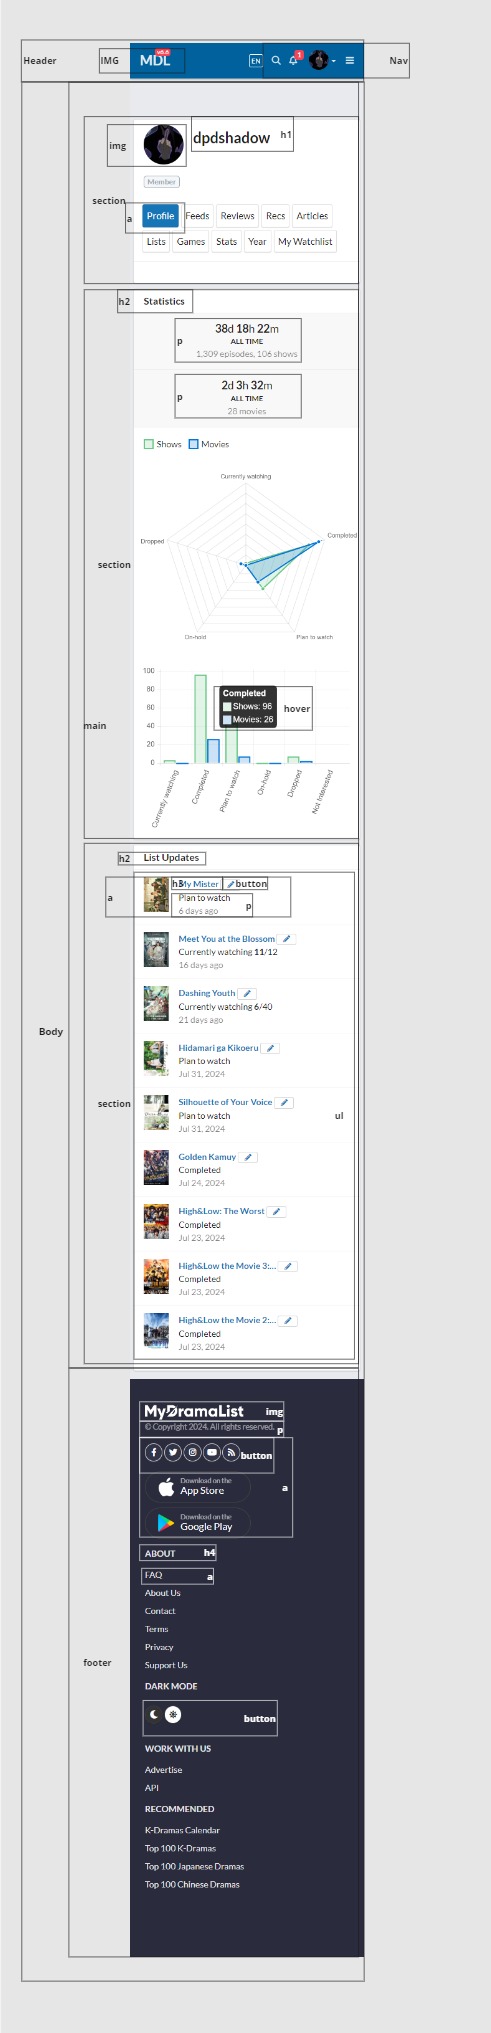 Header
IMG
MDL
v6.6
EN
1
Nav
img
dpdshadow
h1
Member
section
a
Profile
Feeds
Reviews
Recs
Articles
Lists
Games
Stats
Year
My Watchlist
h2
Statistics
38d 18h 22m
p
ALL TIME
1,309 episodes, 106 shows
2d 3h 32m
p
ALL TIME
28 movies
Shows
Movies
Currently watching
Completed
Dropped
section
On-hold
Plan to watch
100
80
60
40
20
0
Completed
Shows: 96
Movies: 26
hover
main
Currently watching
Completed
Plan to watch
On-hold
Dropped
Not Interested
h2
List Updates
h3
My Mister
button
a
Plan to watch
p
6 days ago
Meet You at the Blossom
Currently watching 11/12
16 days ago
Dashing Youth
Currently watching 6/40
21 days ago
Body
Hidamari ga Kikoeru
Plan to watch
Jul 31, 2024
section
Silhouette of Your Voice
Plan to watch
ul
Jul 31, 2024
Golden Kamuy
Completed
Jul 24, 2024
High&Low: The Worst
Completed
Jul 23, 2024
High&Low the Movie 3:...
Completed
Jul 23, 2024
High&Low the Movie 2:...
Completed
Jul 23, 2024
MyDramaList
img
© Copyright 2024. All rights reserved.
p
button
Download on the
App Store
a
Download on the
Google Play
ABOUT
h4
FAQ
a
About Us
Contact
Terms
Privacy
Support Us
footer
DARK MODE
button
WORK WITH US
Advertise
API
RECOMMENDED
K-Dramas Calendar
Top 100 K-Dramas
Top 100 Japanese Dramas
Top 100 Chinese Dramas